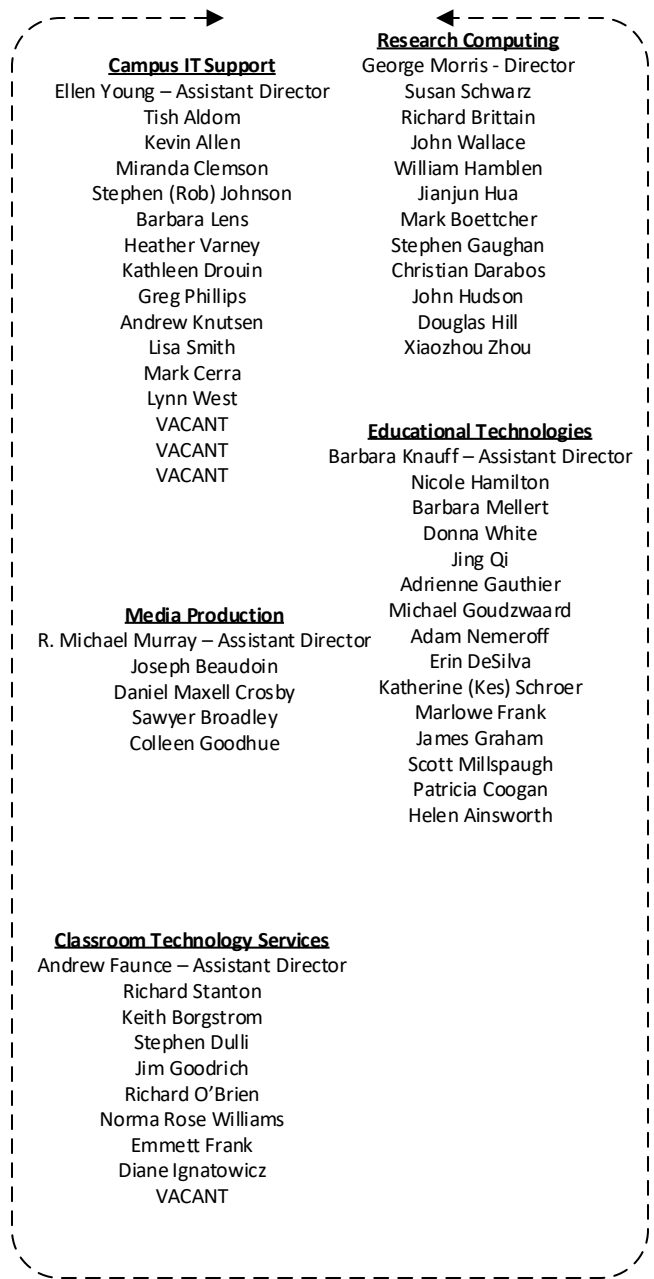 Campus IT Support
Ellen Young – Assistant Director
Tish Aldom
Kevin Allen
Miranda Clemson
Stephen (Rob) Johnson
Barbara Lens
Heather Varney
Kathleen Drouin
Greg Phillips
Andrew Knutsen
Lisa Smith
Mark Cerra
Lynn West
VACANT
VACANT
VACANT
Media Production
R. Michael Murray – Assistant Director
Joseph Beaudoin
Daniel Maxell Crosby
Sawyer Broadley
Colleen Goodhue
Classroom Technology Services
Andrew Faunce – Assistant Director
Richard Stanton
Keith Borgstrom
Stephen Dulli
Jim Goodrich
Richard O’Brien
Norma Rose Williams
Emmett Frank
Diane Ignatowicz
VACANT
Research Computing
George Morris - Director
Susan Schwarz
Richard Brittain
John Wallace
William Hamblen
Jianjun Hua
Mark Boettcher
Stephen Gaughan
Christian Darabos
John Hudson
Douglas Hill
Xiaozhou Zhou
Educational Technologies
Barbara Knauff – Assistant Director
Nicole Hamilton
Barbara Mellert
Donna White
Jing Qi
Adrienne Gauthier
Michael Goudzwaard
Adam Nemeroff
Erin DeSilva
Katherine (Kes) Schroer
Marlowe Frank
James Graham
Scott Millspaugh
Patricia Coogan
Helen Ainsworth